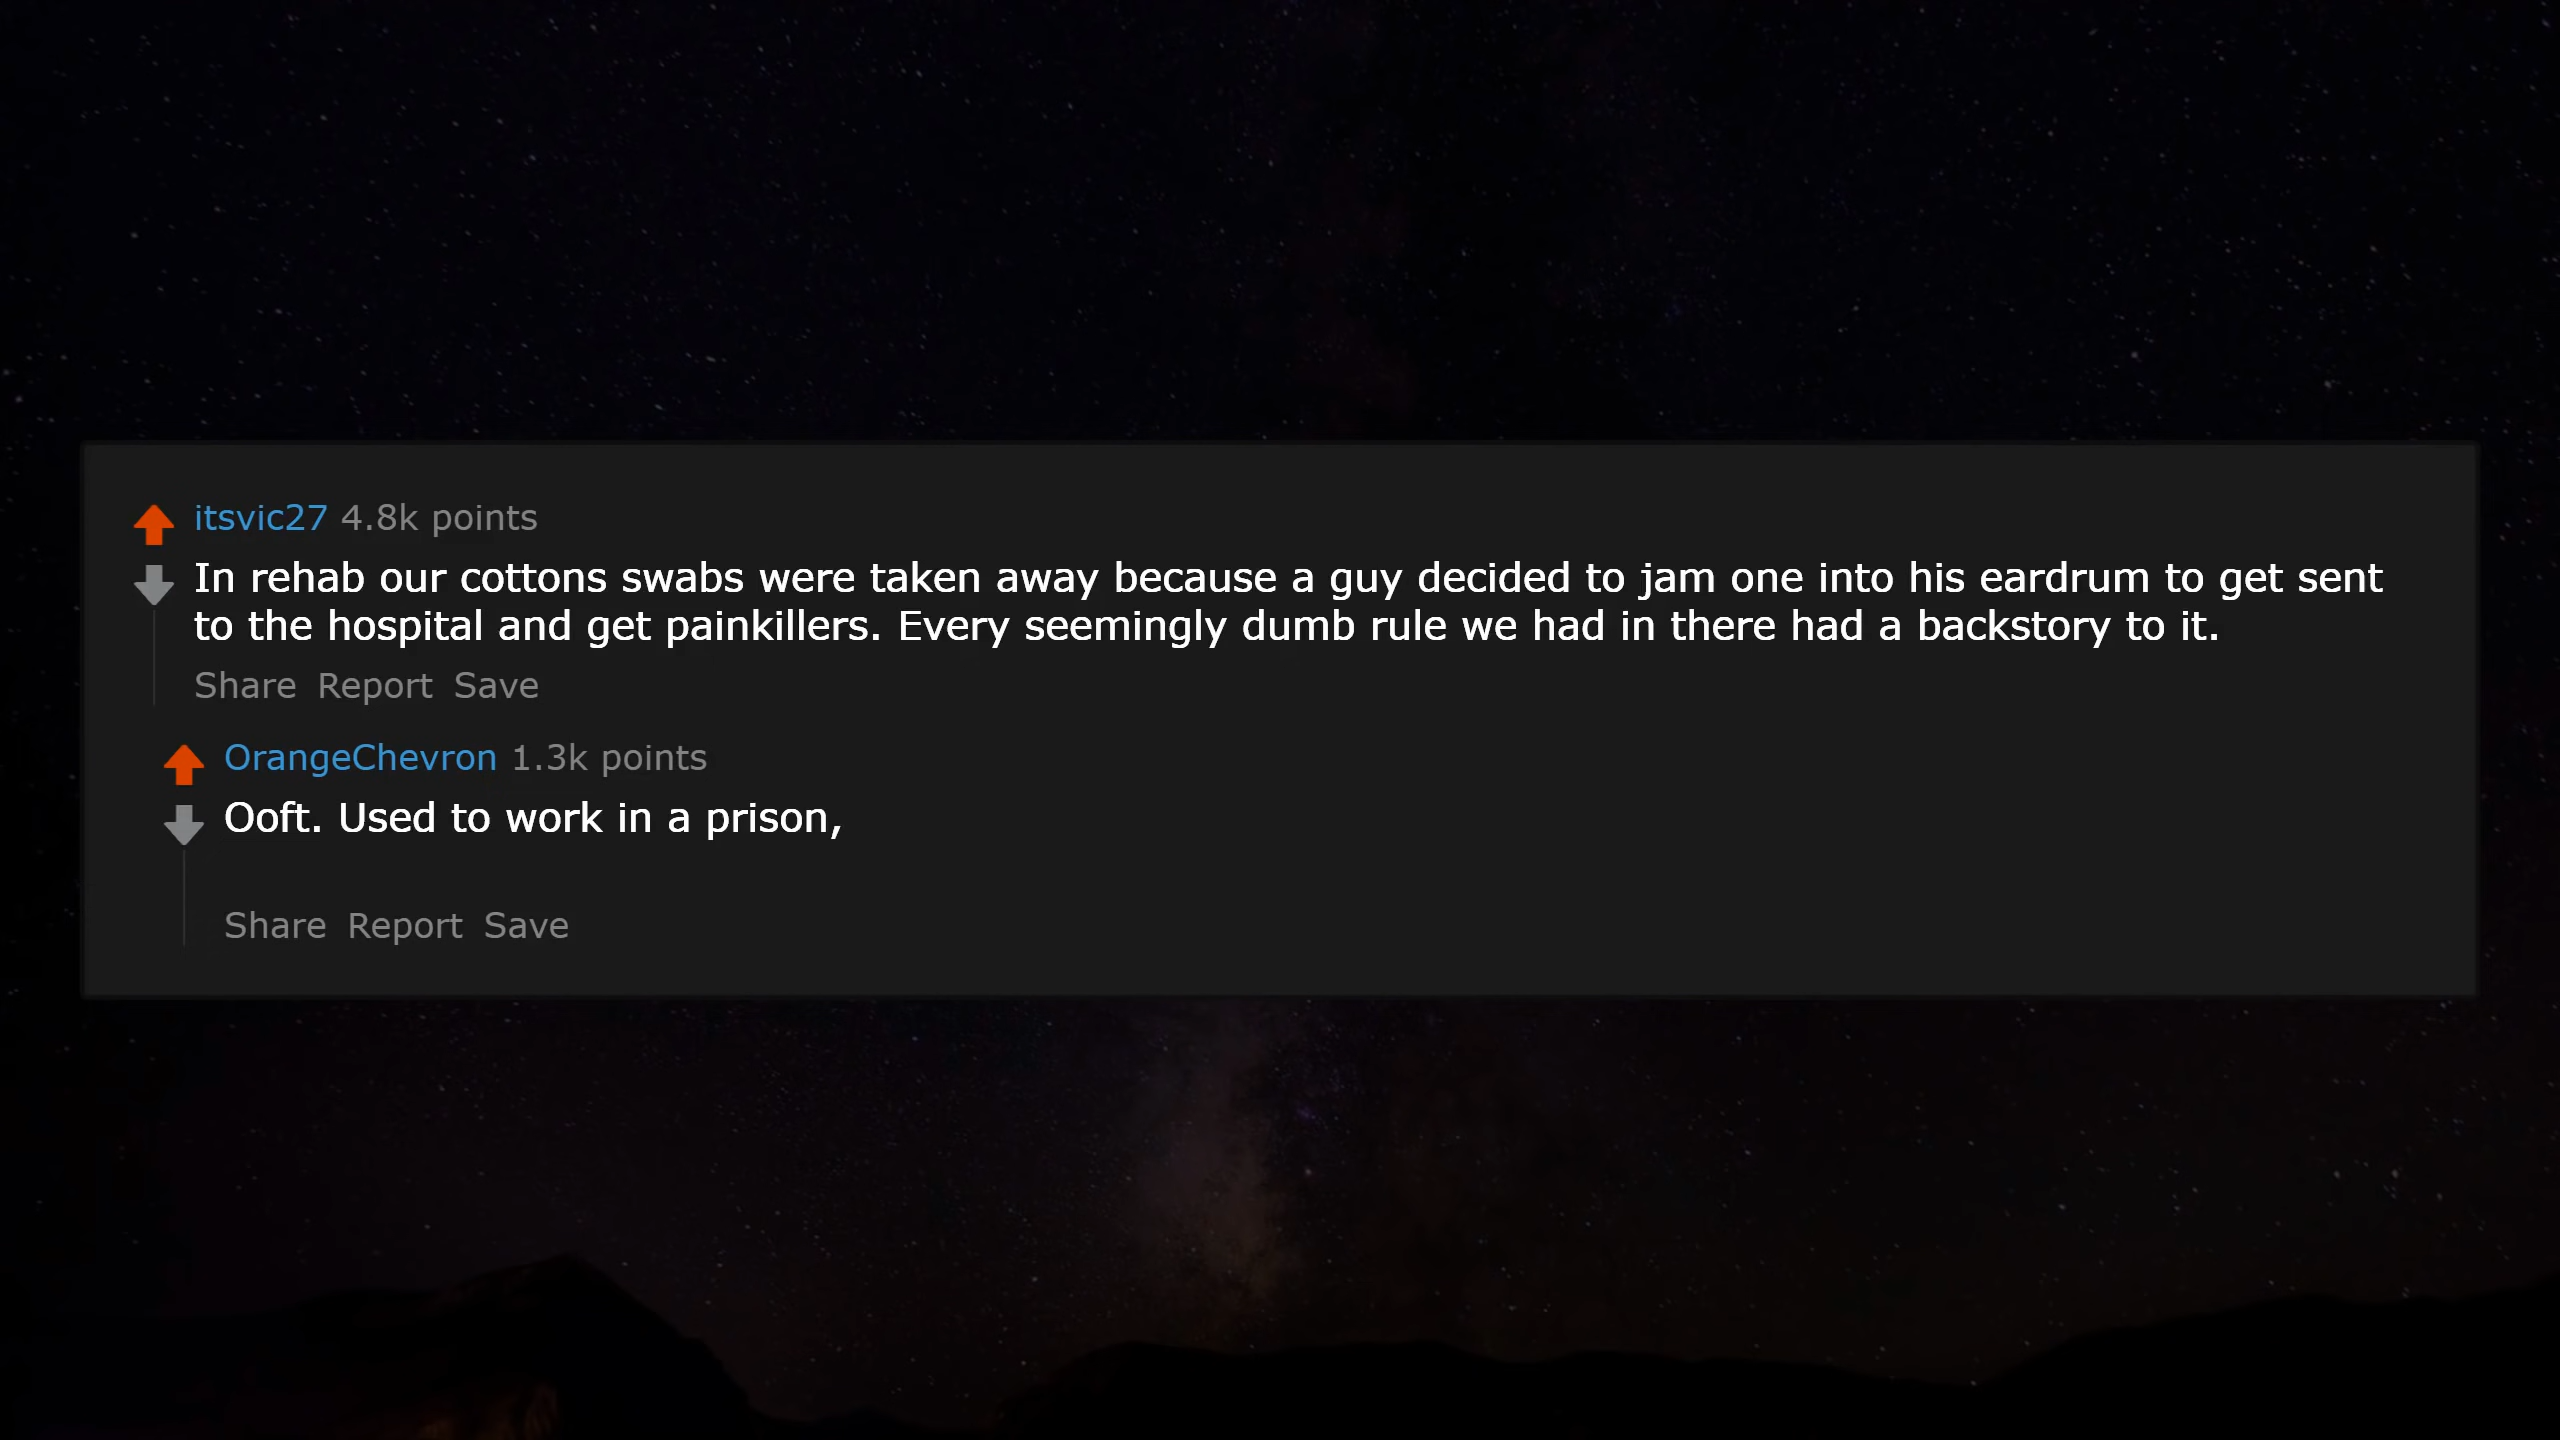 itsvic27 4.8k points
In rehab our cottons swabs were taken away because a guy decided to jam one into his eardrum to get sent
to the hospital and get painkillers. Every seemingly dumb rule we had in there had a backstory to it.
Share Report Save
OrangeChevron 1.3k points
Ooft. Used to work in a prison,
Share Report Save